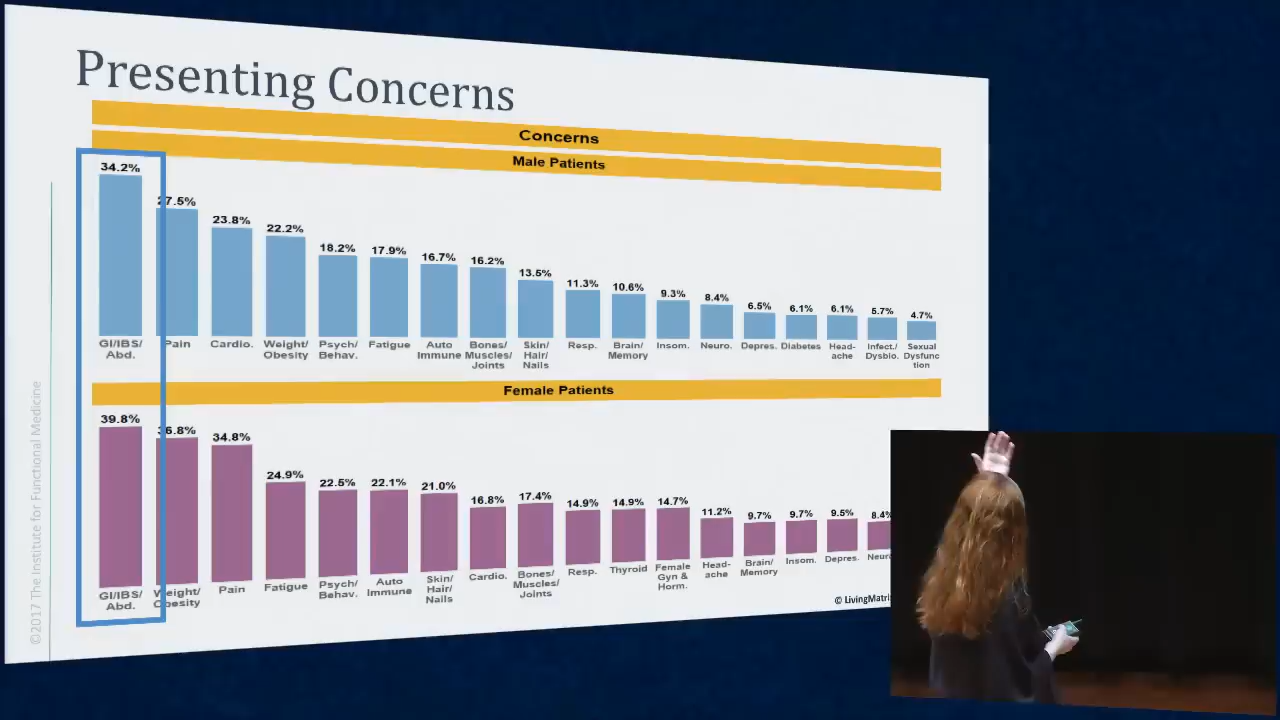 Presenting Concerns
Concerns
Male Patients
34.2% 27.5% 23.8% 22.2% 18.2% 17.9% 16.7% 16.2% 13.5% 11.3% 10.6% 9.3% 8.4% 6.5% 6.1% 6.1% 5.7% 4.7%
GI/IBS/ Pain Cardio. Weight/ Psych/ Fatigue Auto Bones/ Skin/ Resp. Brain/ Insom. Neuro. Depres. Diabetes Head- Infect./ Sexual
Abd. Obesity Behav. Immune Muscles/ Hair/ Memory ache Dysbio. Dysfunc
Joints Nails tion
Female Patients
39.8% 36.8% 34.8% 24.9% 22.5% 22.1% 21.0% 16.8% 17.4% 14.9% 14.9% 14.7% 11.2% 9.7% 9.7% 9.5% 8.4%
GI/IBS/ Weight/ Pain Fatigue Psych/ Auto Skin/ Cardio. Bones/ Resp. Thyroid Female Head- Brain/ Insom. Depres.
Abd. Obesity Behav. Immune Hair/ Muscles/ Gyn & ache Memory
Nails Joints Horm.
©2017 The Institute for Functional Medicine